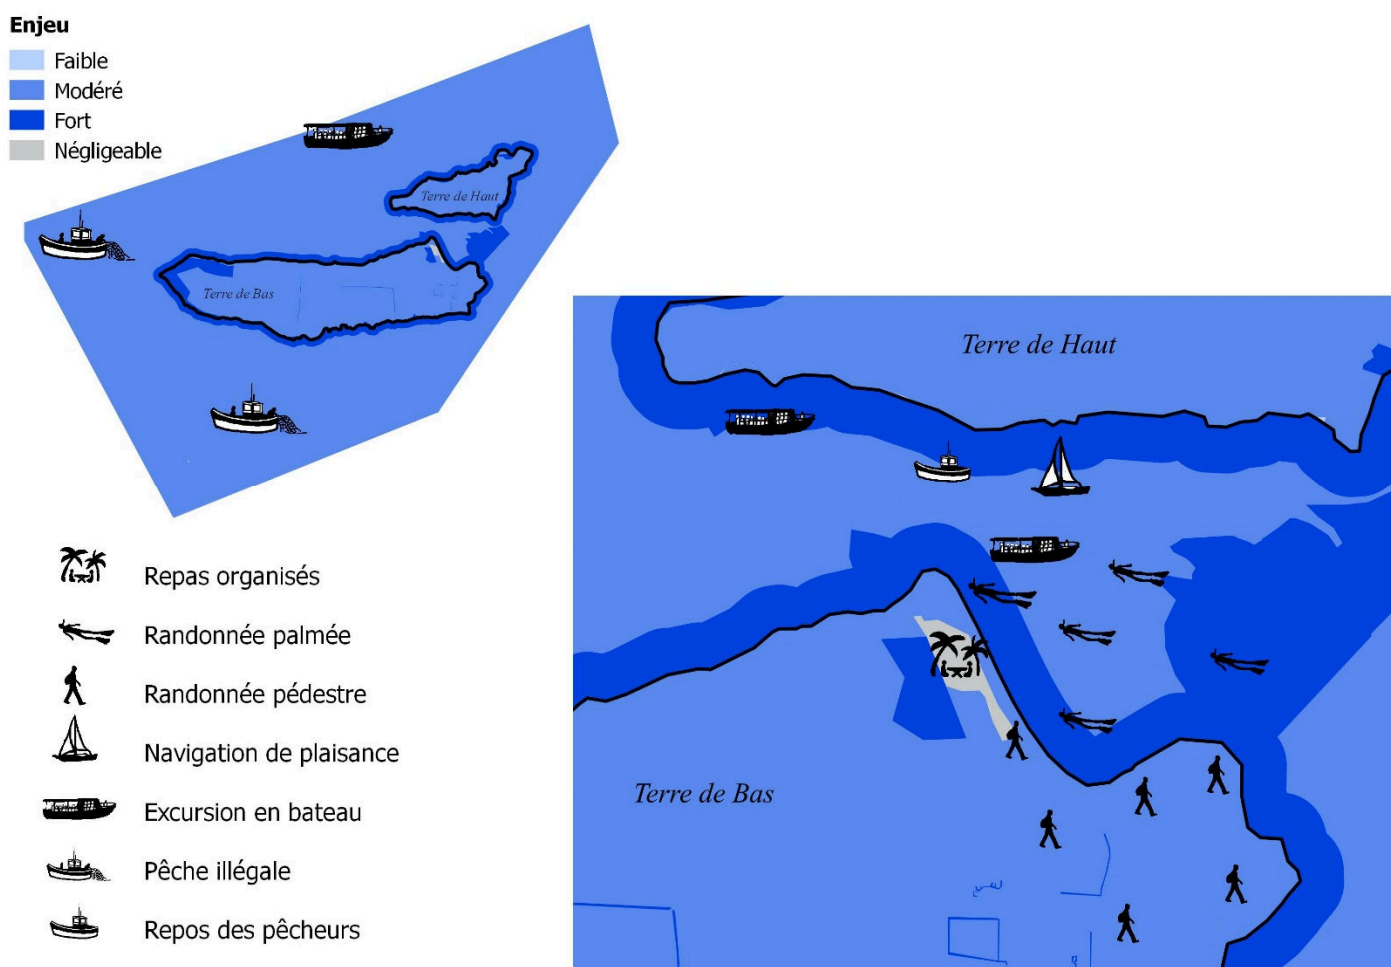 Enjeu
Faible
Modéré
Fort
Négligeable
Terre de Haut
Terre de Bas
Repas organisés
Randonnée palmée
Randonnée pédestre
Navigation de plaisance
Excursion en bateau
Pêche illégale
Repos des pêcheurs
Terre de Haut
Terre de Bas